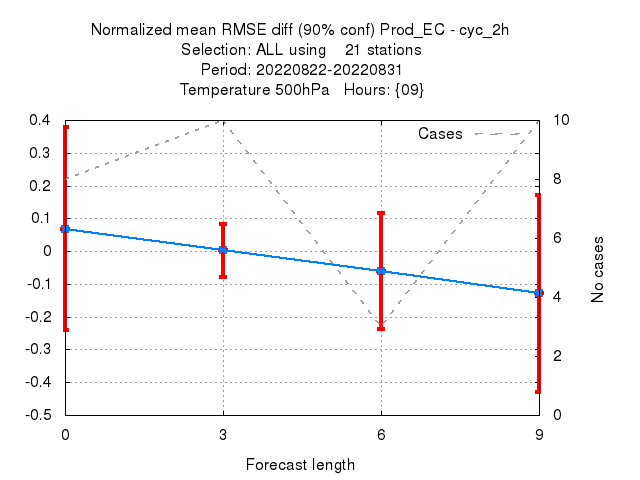 Normalized mean RMSE diff (90% conf) Prod_EC - cyc_2h
Selection: ALL using    21 stations
Period: 20220822-20220831
Temperature 500hPa   Hours: {09}
Cases
0.4
0.3
0.2
0.1
0
-0.1
-0.2
-0.3
-0.4
-0.5
10
8
6
4
2
0
No cases
0 3 6 9
Forecast length